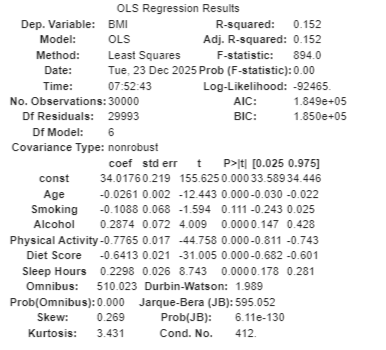 OLS Regression Results
Dep. Variable: BMI R-squared: 0.152
Model: OLS Adj. R-squared: 0.152
Method: Least Squares F-statistic: 894.0
Date: Tue, 23 Dec 2025 Prob (F-statistic): 0.00
Time: 07:52:43 Log-Likelihood: -92465.
No. Observations: 30000 AIC: 1.849e+05
Df Residuals: 29993 BIC: 1.850e+05
Df Model: 6
Covariance Type: nonrobust
coef std err t P>|t| [0.025 0.975]
const 34.0176 0.219 155.625 0.000 33.589 34.446
Age -0.0261 0.002 -12.443 0.000 -0.030 -0.022
Smoking -0.1088 0.068 -1.594 0.111 -0.243 0.025
Alcohol 0.2874 0.072 4.009 0.000 0.147 0.428
Physical Activity -0.7765 0.017 -44.758 0.000 -0.811 -0.743
Diet Score -0.6413 0.021 -31.005 0.000 -0.682 -0.601
Sleep Hours 0.2298 0.026 8.743 0.000 0.178 0.281
Omnibus: 510.023 Durbin-Watson: 1.989
Prob(Omnibus): 0.000 Jarque-Bera (JB): 595.052
Skew: 0.269 Prob(JB): 6.11e-130
Kurtosis: 3.431 Cond. No. 412.